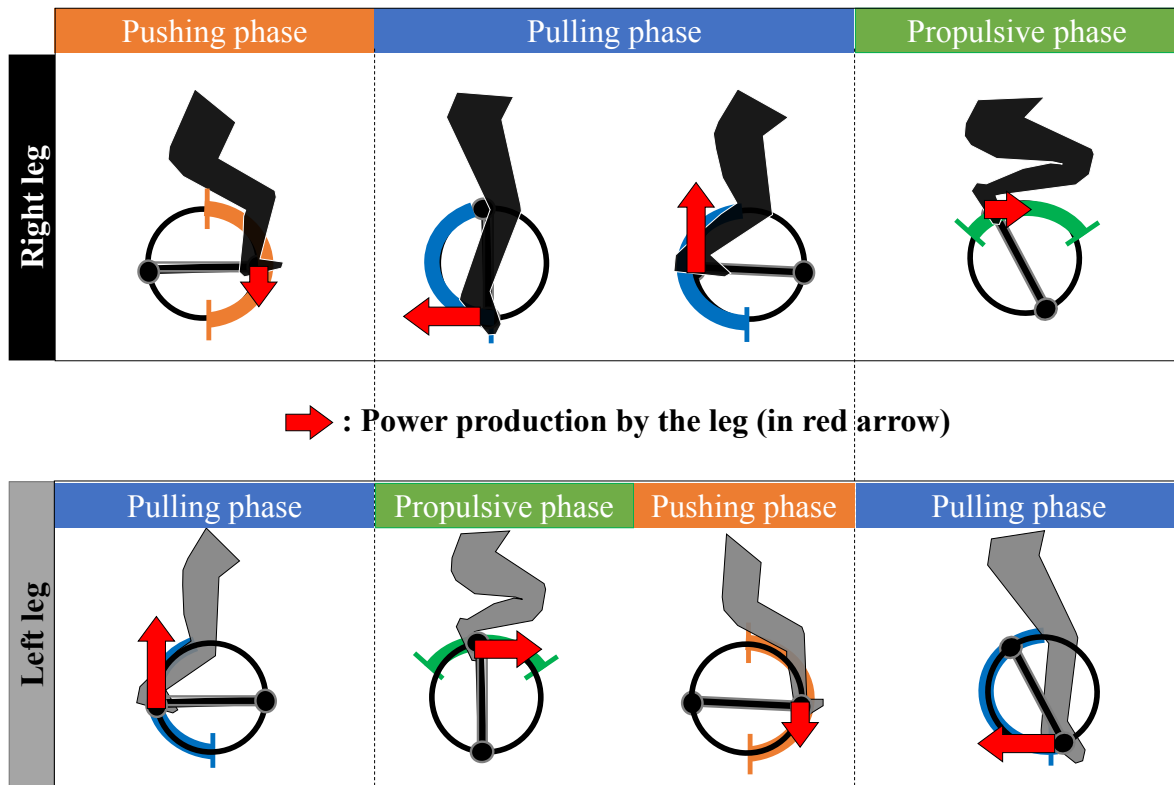 Pushing phase
Pulling phase
Propulsive phase
Right leg
: Power production by the leg (in red arrow)
Pulling phase
Propulsive phase
Pushing phase
Pulling phase
Left leg